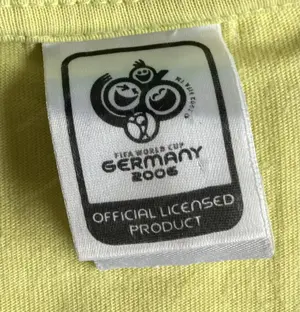 FIFA WORLD CUP
GERMANY
2006
OFFICIAL LICENSED
PRODUCT